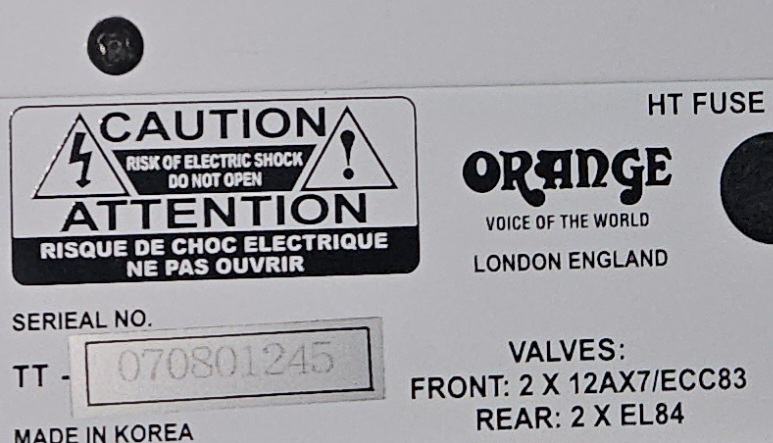 HT FUSE
CAUTION
RISK OF ELECTRIC SHOCK
DO NOT OPEN
ATTENTION
RISQUE DE CHOC ELECTRIQUE
NE PAS OUVRIR
ORANGE
VOICE OF THE WORLD
LONDON ENGLAND
SERIEAL NO.
TT - 070801245
MADE IN KOREA
VALVES:
FRONT: 2 X 12AX7/ECC83
REAR: 2 X EL84